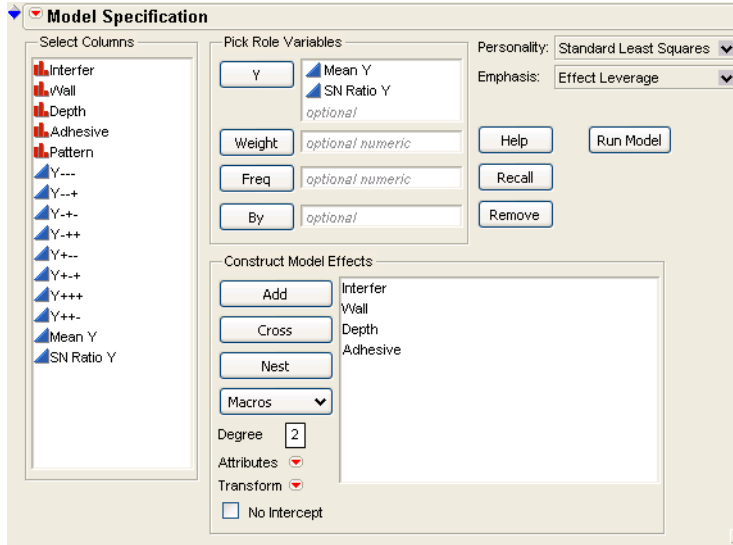 Model Specification
Select Columns
Interfer
Wall
Depth
Adhesive
Pattern
Y---
Y--+
Y-+-
Y-++
Y+--
Y+-+
Y+++
Y++-
Mean Y
SN Ratio Y
Pick Role Variables
Y
Mean Y
SN Ratio Y
optional
Weight
optional numeric
Freq
optional numeric
By
optional
Personality: Standard Least Squares
Emphasis: Effect Leverage
Help
Run Model
Recall
Remove
Construct Model Effects
Add
Cross
Nest
Macros
Degree 2
Attributes
Transform
No Intercept
Interfer
Wall
Depth
Adhesive